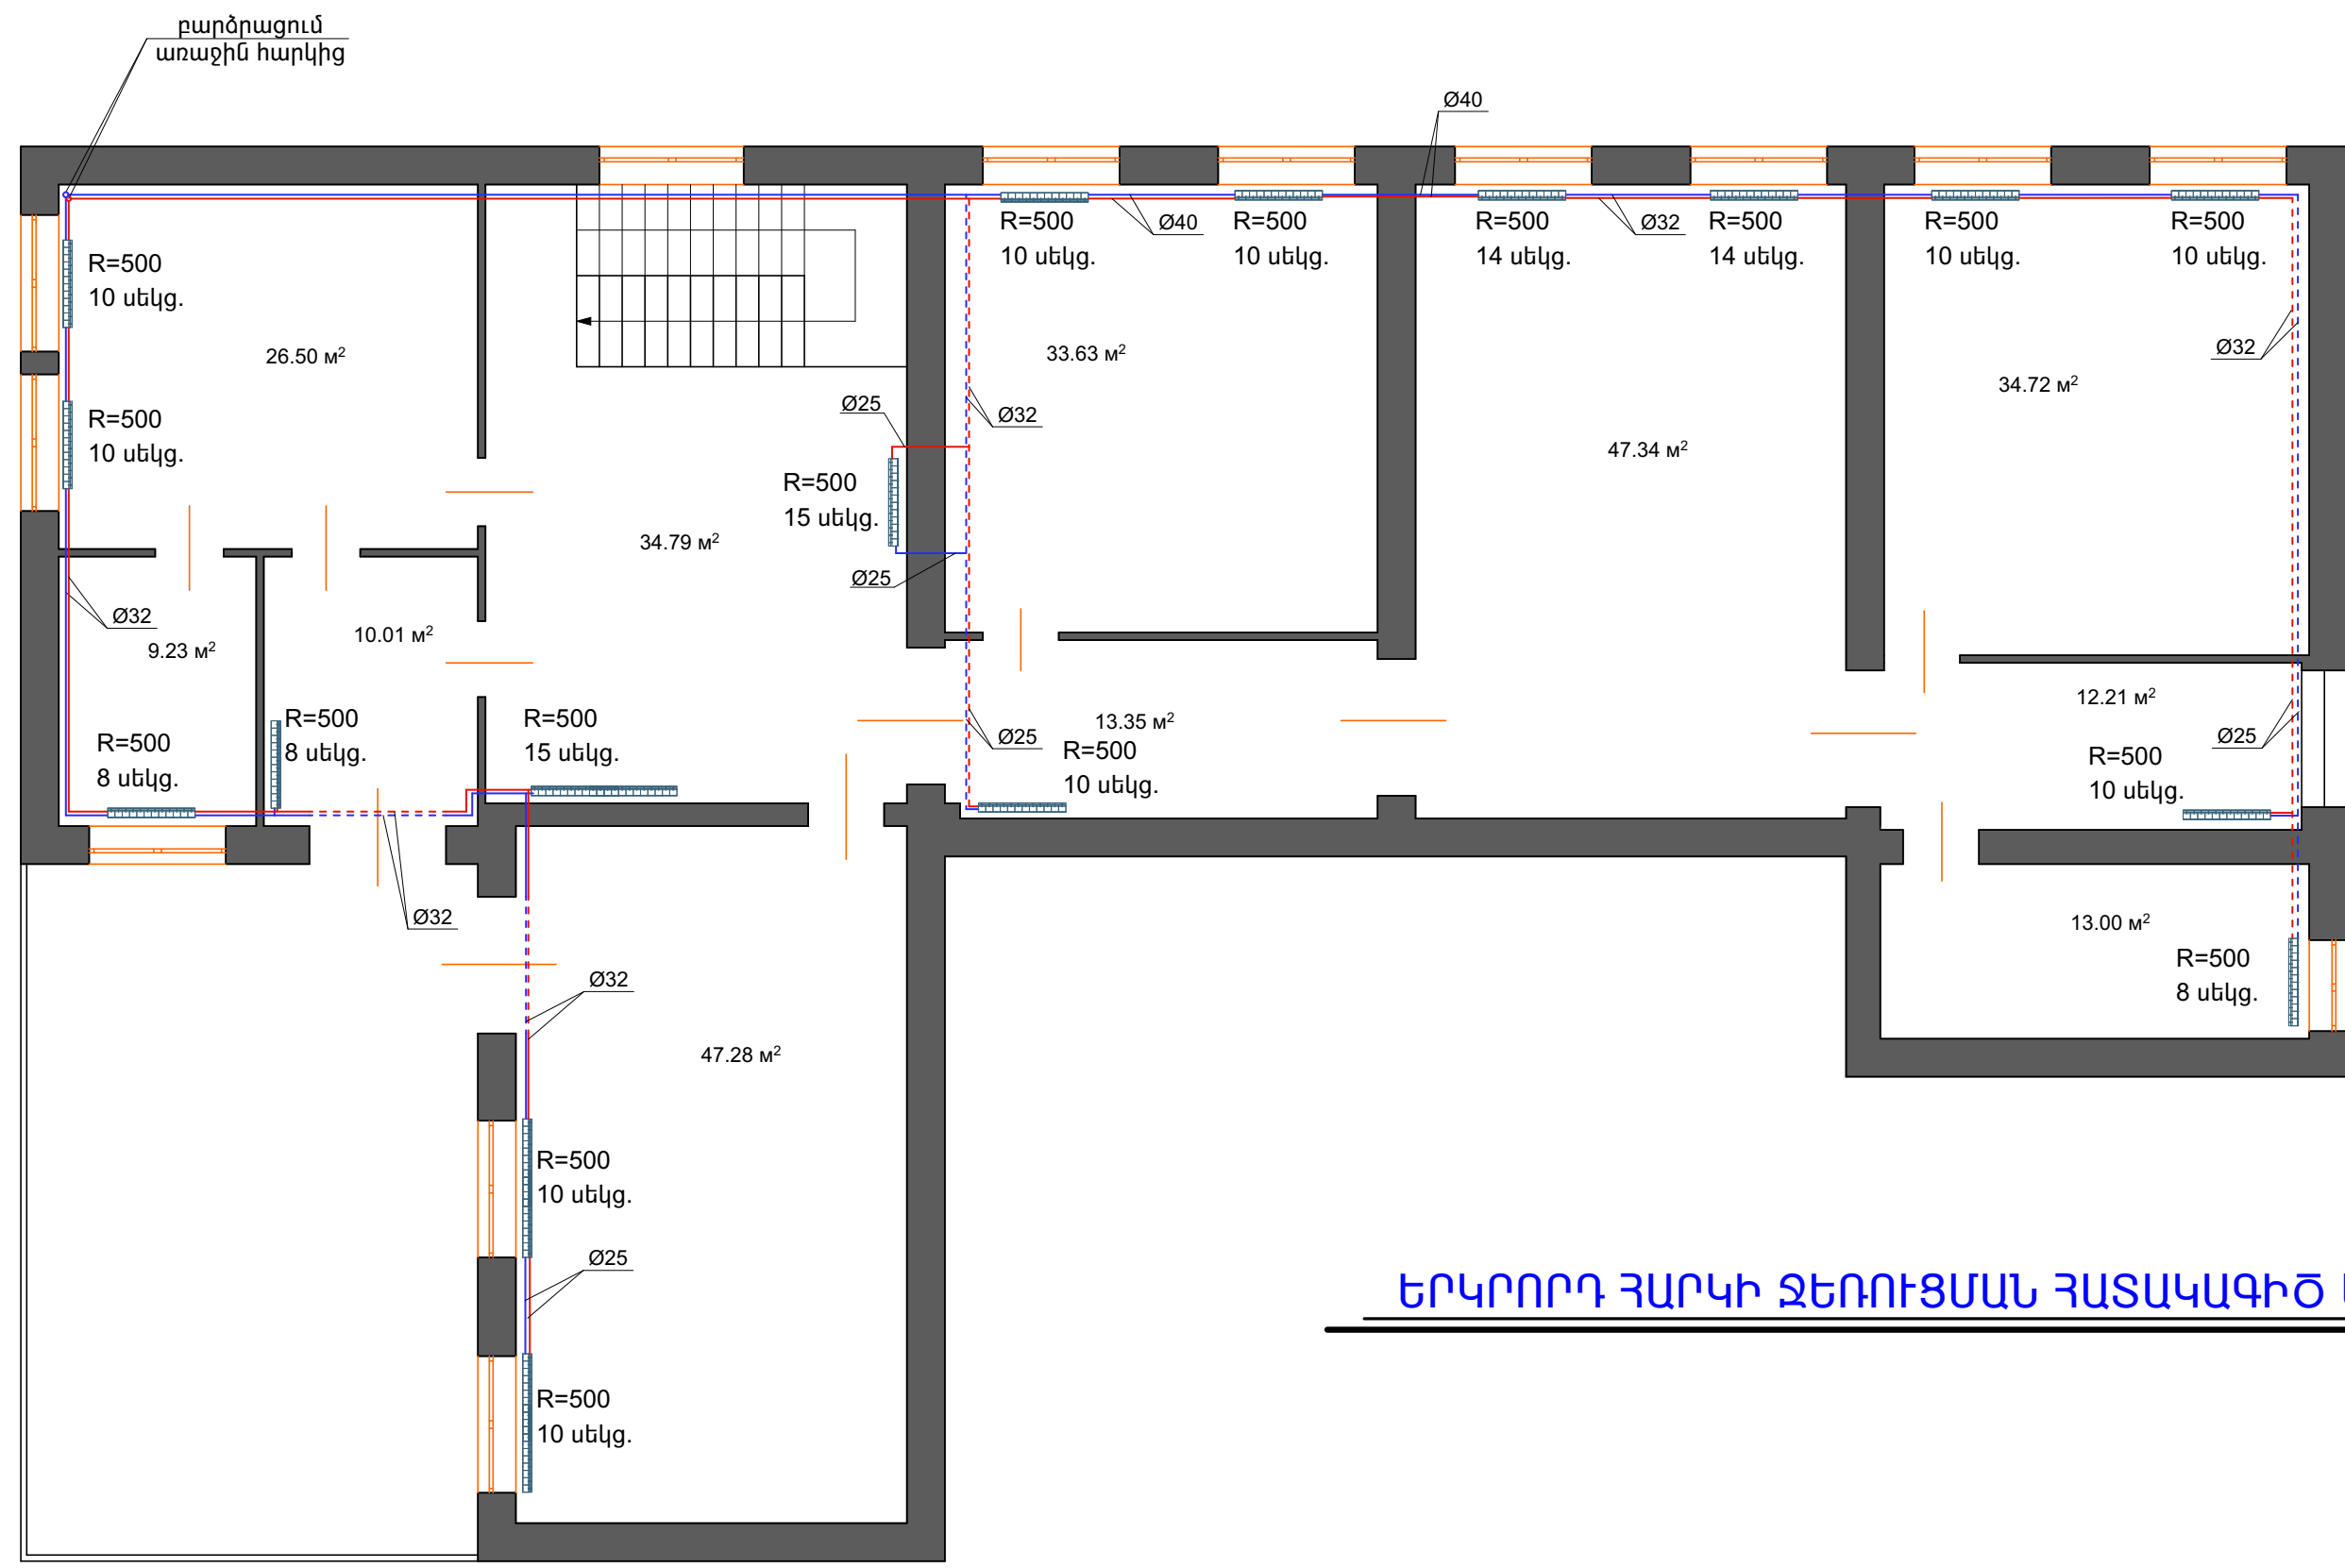 բարձրացում
առաջին հարկից
Ø40
R=500
10 սեկց.
Ø40
R=500
10 սեկց.
R=500
14 սեկց.
Ø32
R=500
14 սեկց.
R=500
10 սեկց.
R=500
10 սեկց.
R=500
10 սեկց.
26.50 м²
33.63 м²
Ø32
34.72 м²
R=500
10 սեկց.
Ø25
Ø32
47.34 м²
R=500
15 սեկց.
34.79 м²
Ø25
Ø32
9.23 м²
10.01 м²
12.21 м²
R=500
8 սեկց.
R=500
8 սեկց.
R=500
15 սեկց.
Ø25
13.35 м²
R=500
10 սեկց.
Ø25
R=500
10 սեկց.
Ø32
13.00 м²
R=500
8 սեկց.
Ø32
47.28 м²
R=500
10 սեկց.
Ø25
ԵՐԿՐՈՐԴ ՀԱՐԿԻ ՋԵՌՈՒՑՄԱՆ ՀԱՏԱԿԱԳԻԾ
R=500
10 սեկց.